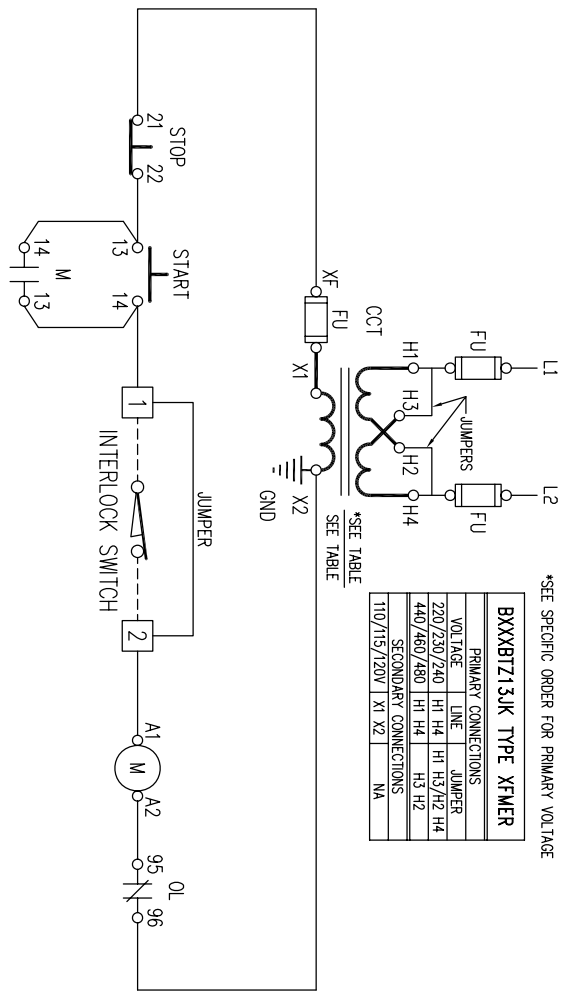 *SEE SPECIFIC ORDER FOR PRIMARY VOLTAGE
BXXXBTZ13JK TYPE XFMER
PRIMARY CONNECTIONS
VOLTAGE LINE JUMPER
220/230/240 H1 H4 H1 H3/H2 H4
440/460/480 H1 H4 H3 H2
SECONDARY CONNECTIONS
110/115/120V X1 X2 NA
L1 L2
FU FU
JUMPERS
H1 H3 H2 H4
CCT
*SEE TABLE
SEE TABLE
XF FU X1 X2
GND
STOP
21 22
START
13 14
M
14 13
JUMPER
1 2
INTERLOCK SWITCH
A1 M A2
OL
95 96